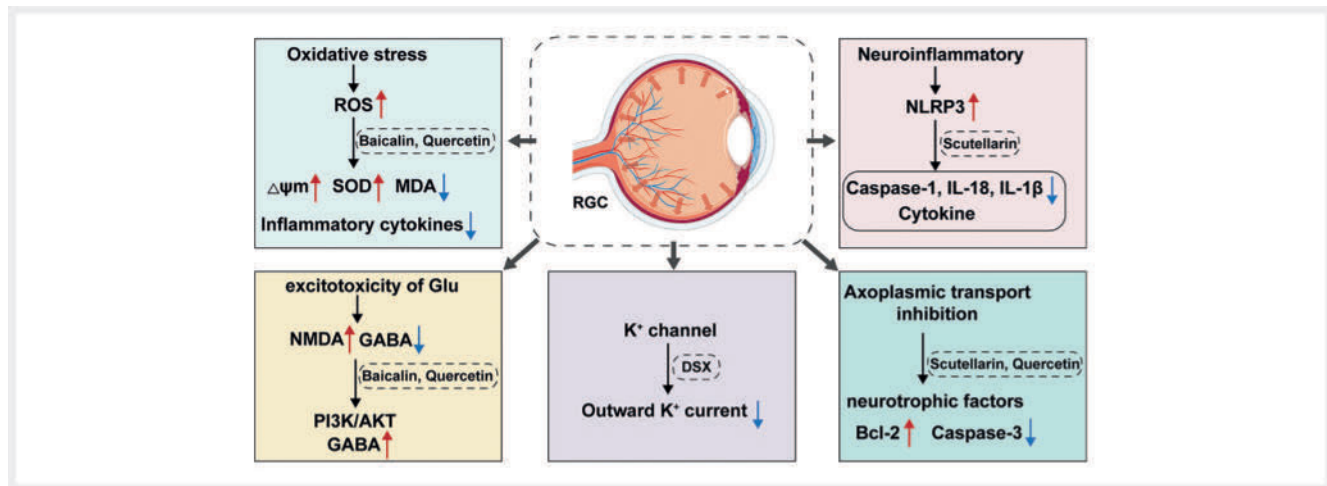 Oxidative stress
ROS
Baicalin, Quercetin
△ψm SOD MDA
Inflammatory cytokines
RGC
Neuroinflammatory
NLRP3
Scutellarin
Caspase-1, IL-18, IL-1β
Cytokine
excitotoxicity of Glu
NMDA GABA
Baicalin, Quercetin
PI3K/AKT
GABA
K⁺ channel
DSX
Outward K⁺ current
Axoplasmic transport
inhibition
Scutellarin, Quercetin
neurotrophic factors
Bcl-2 Caspase-3